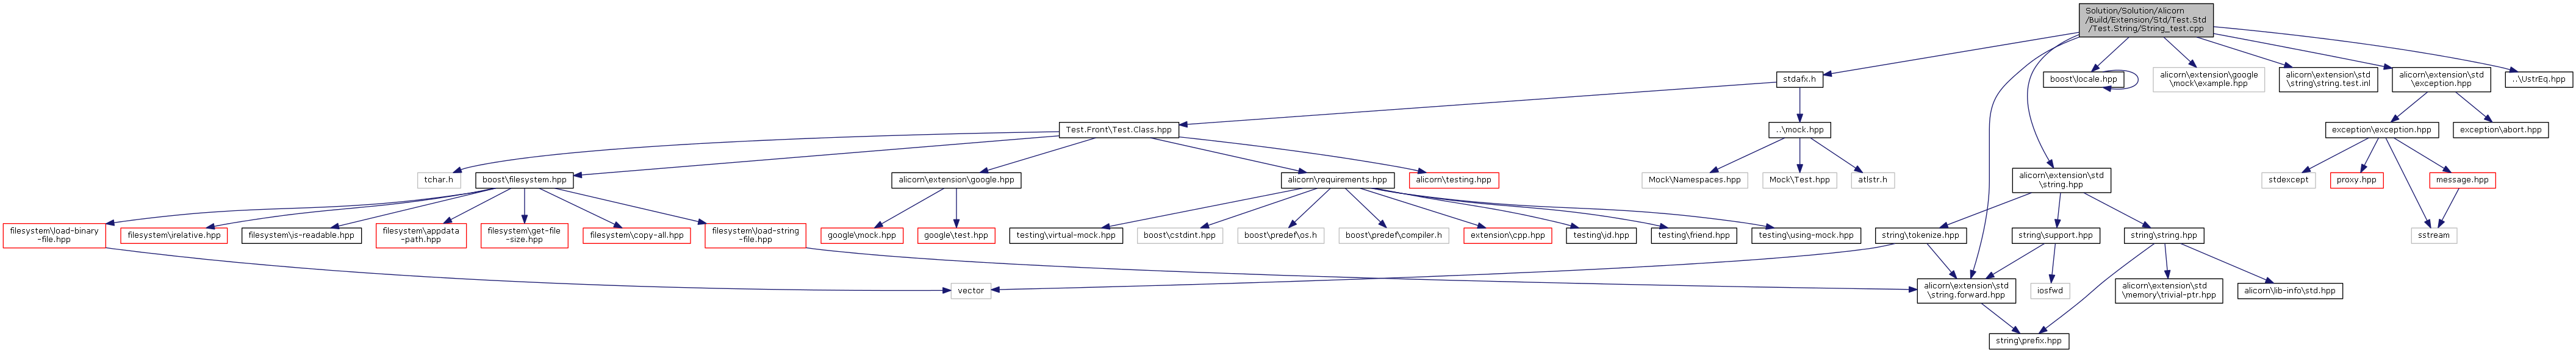 Solution/Solution/Alicorn
/Build/Extension/Std/Test.Std
/Test.String/String_test.cpp
stdafx.h
boost\locale.hpp
alicorn\extension\google
\mock\example.hpp
alicorn\extension\std
\string\string.test.inl
alicorn\extension\std
\exception.hpp
..\UstrEq.hpp
Test.Front\Test.Class.hpp
..\mock.hpp
exception\exception.hpp
exception\abort.hpp
tchar.h
boost\filesystem.hpp
alicorn\extension\google.hpp
alicorn\requirements.hpp
alicorn\testing.hpp
Mock\Namespaces.hpp
Mock\Test.hpp
atlstr.h
alicorn\extension\std
\string.hpp
stdexcept
proxy.hpp
message.hpp
filesystem\load-binary
-file.hpp
filesystem\irelative.hpp
filesystem\is-readable.hpp
filesystem\appdata
-path.hpp
filesystem\get-file
-size.hpp
filesystem\copy-all.hpp
filesystem\load-string
-file.hpp
google\mock.hpp
google\test.hpp
testing\virtual-mock.hpp
boost\cstdint.hpp
boost\predef\os.h
boost\predef\compiler.h
extension\cpp.hpp
testing\id.hpp
testing\friend.hpp
testing\using-mock.hpp
string\tokenize.hpp
string\support.hpp
string\string.hpp
sstream
vector
alicorn\extension\std
\string.forward.hpp
iosfwd
alicorn\extension\std
\memory\trivial-ptr.hpp
alicorn\lib-info\std.hpp
string\prefix.hpp